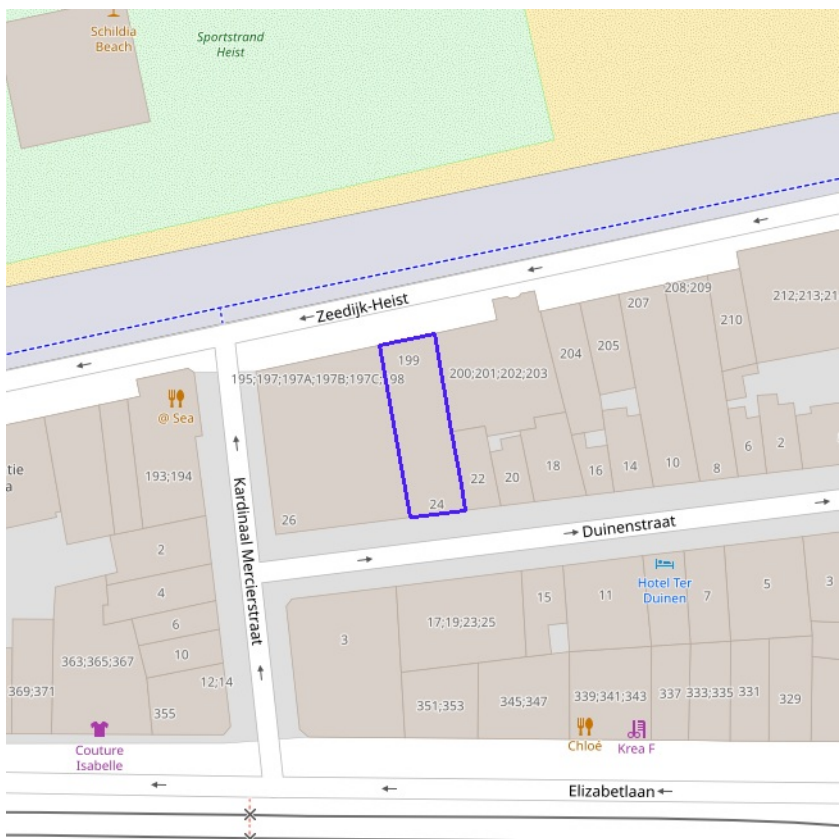 Schildia
Beach
Sportstrand
Heist
Zeedijk-Heist
208;209
207
212;213;21
210
205
204
199
200;201;202;203
195;197;197A;197B;197C;198
@ Sea
tie
a
193;194
26
24
22
20
18
16
14
10
8
6
2
Kardinaal Mercierstraat
Duinenstraat
2
4
6
10
12;14
363;365;367
369;371
355
Couture
Isabelle
3
17;19;23;25
15
11
Hotel Ter
Duinen
7
5
3
351;353
345;347
339;341;343
337
333;335
331
329
Chloé
Krea F
Elizabetlaan